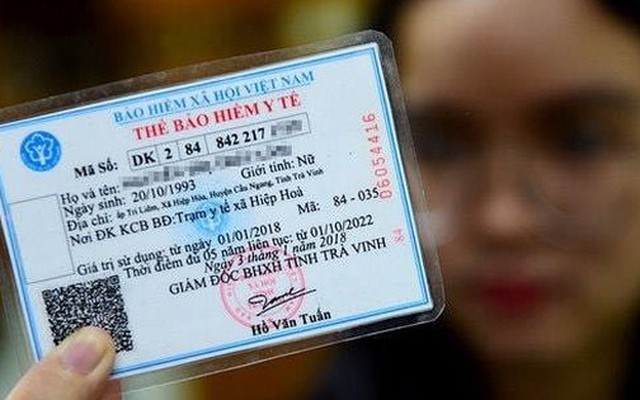 BẢO HIỂM XÃ HỘI VIỆT NAM
THẺ BẢO HIỂM Y TẾ
Mã Số: DK 2 84 842 217
Họ và tên:
Ngày sinh: 20/10/1993 Giới tính: Nữ
Địa chỉ: ấp Tri Liêm, Xã Hiệp Hòa, Huyện Cầu Ngang, Tỉnh Trà Vinh
Nơi ĐK KCB BĐ: Trạm y tế xã Hiệp Hoà Mã: 84 - 035
Giá trị sử dụng: từ ngày 01/01/2018
Thời điểm đủ 05 năm liên tục: từ 01/10/2022
Ngày 3 tháng 1 năm 2018
GIÁM ĐỐC BHXH TỈNH TRÀ VINH
Hồ Văn Tuấn
06054416
84